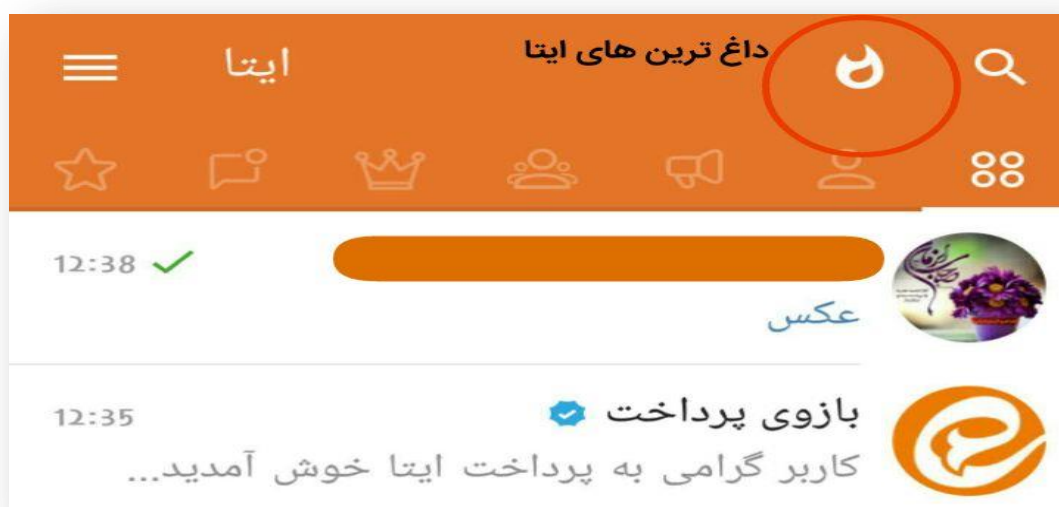 ایتا
داغ ترین های ایتا
12:38
عکس
بازوی پرداخت
12:35
کاربر گرامی به پرداخت ایتا خوش آمدید...